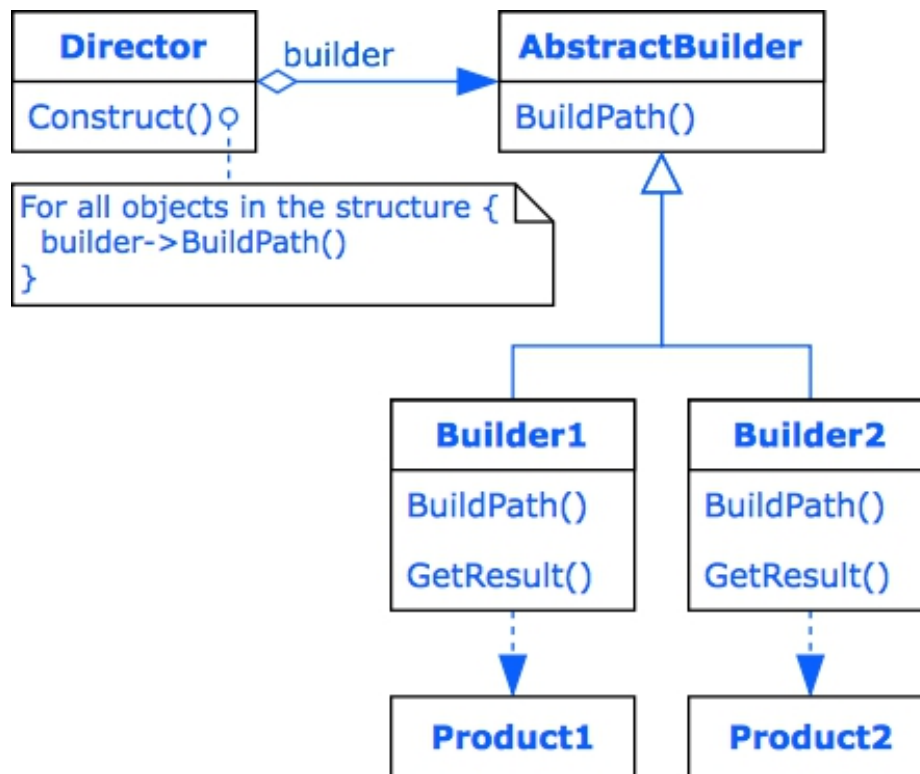 Director
builder
AbstractBuilder
Construct()
BuildPath()
For all objects in the structure {
builder->BuildPath()
}
Builder1
Builder2
BuildPath()
BuildPath()
GetResult()
GetResult()
Product1
Product2